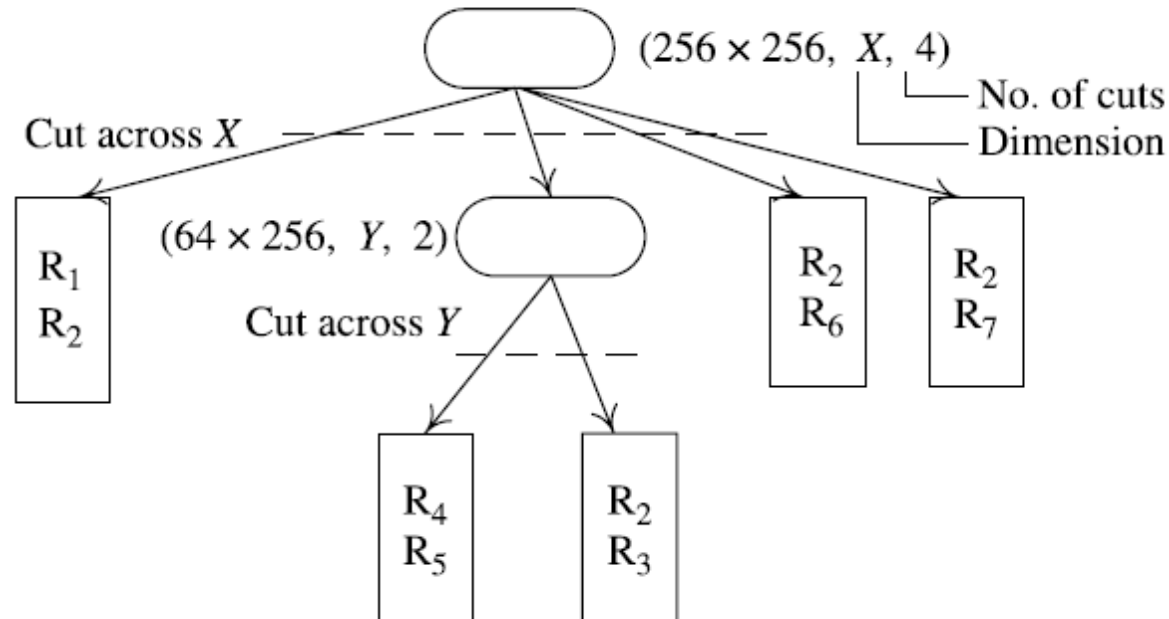 (256 × 256, X, 4)
No. of cuts
Dimension
Cut across X
R₁
R₂
(64 × 256, Y, 2)
R₂
R₆
R₂
R₇
Cut across Y
R₄
R₅
R₂
R₃